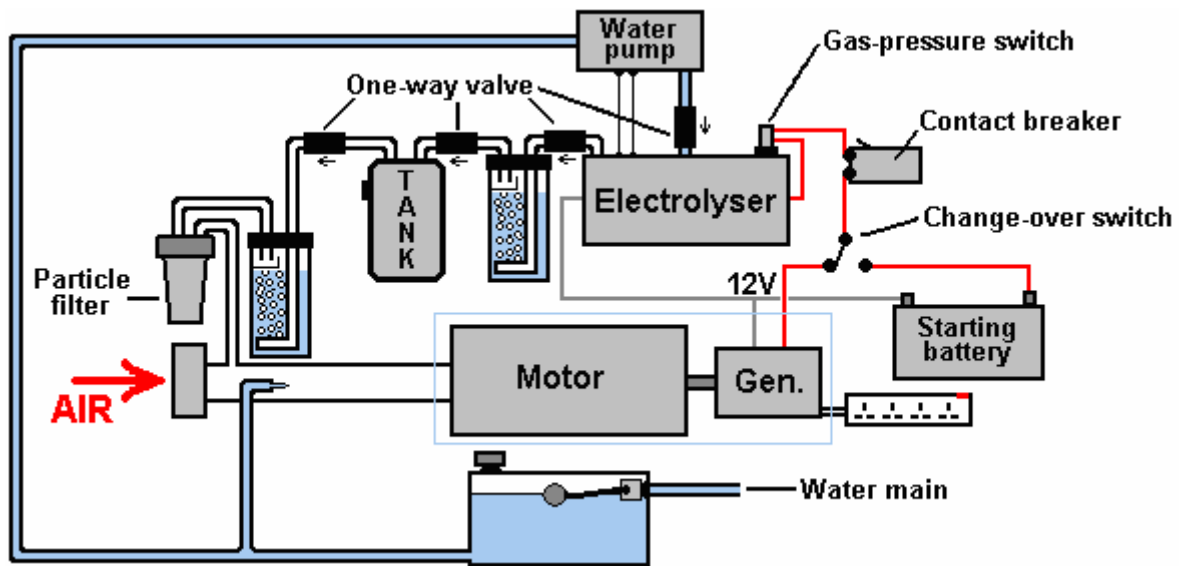 Water
pump
Gas-pressure switch
One-way valve
Contact breaker
TANK
Electrolyser
Change-over switch
Particle
filter
12V
Starting
battery
Motor
Gen.
AIR
Water main